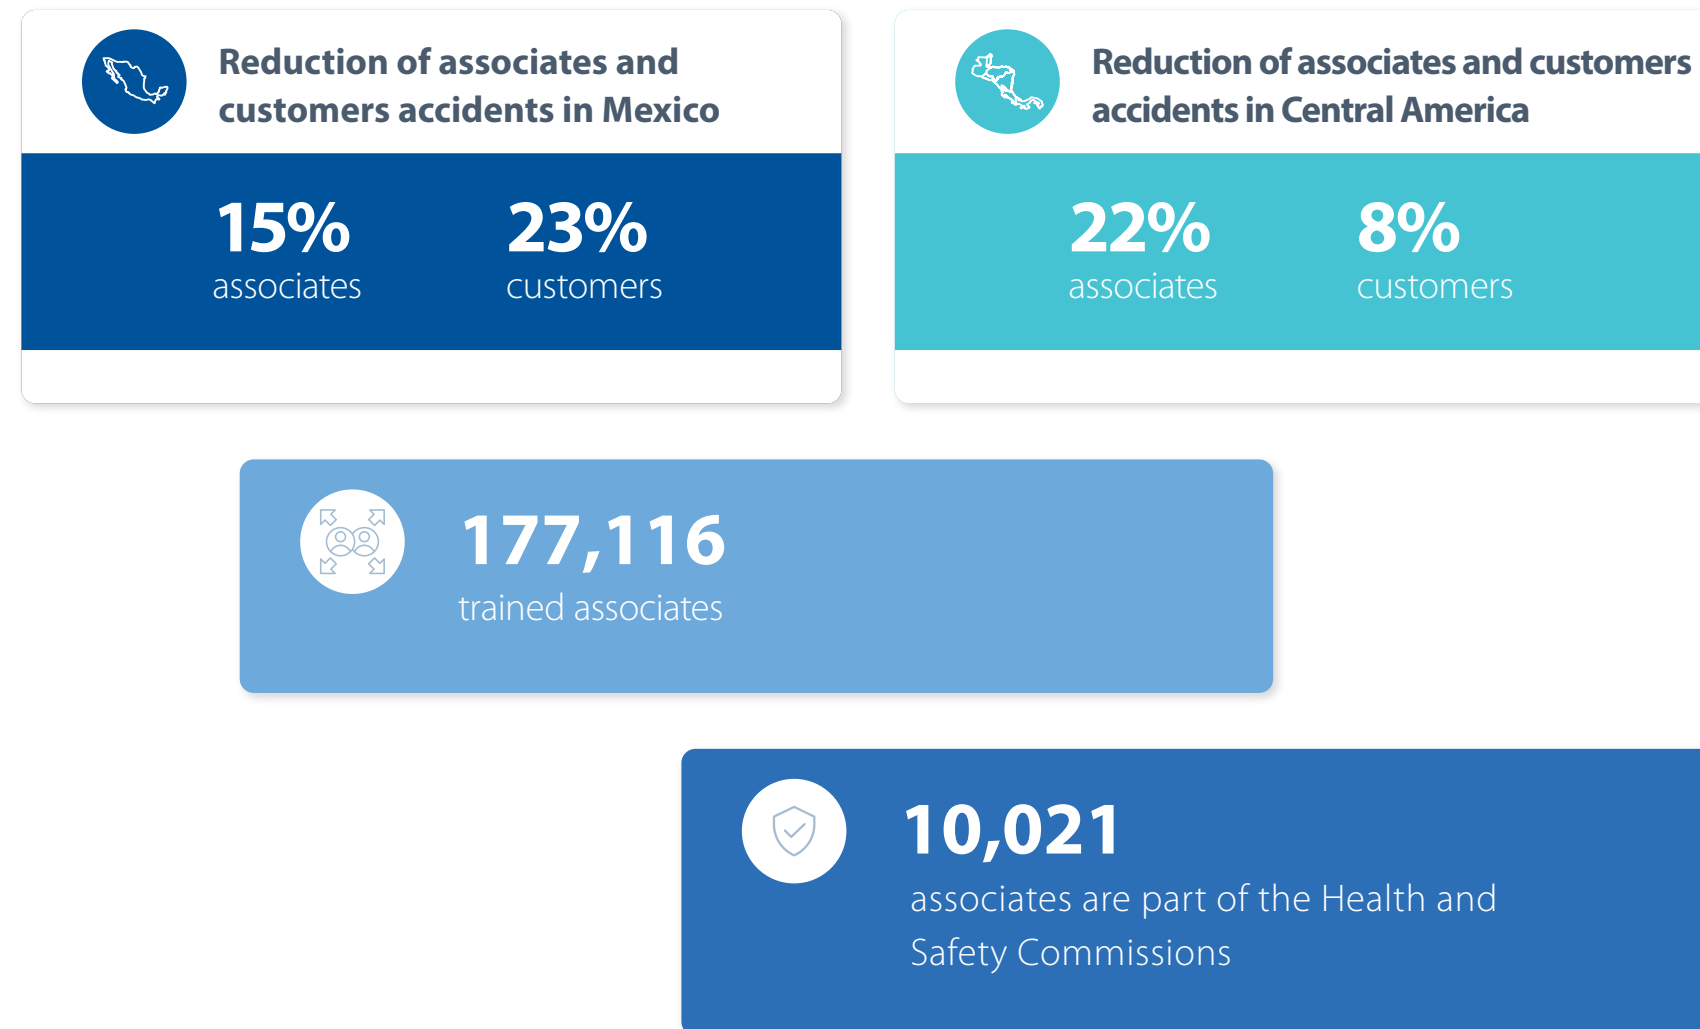 Reduction of associates and
customers accidents in Mexico
15%
associates
23%
customers
Reduction of associates and customers
accidents in Central America
22%
associates
8%
customers
177,116
trained associates
10,021
associates are part of the Health and
Safety Commissions